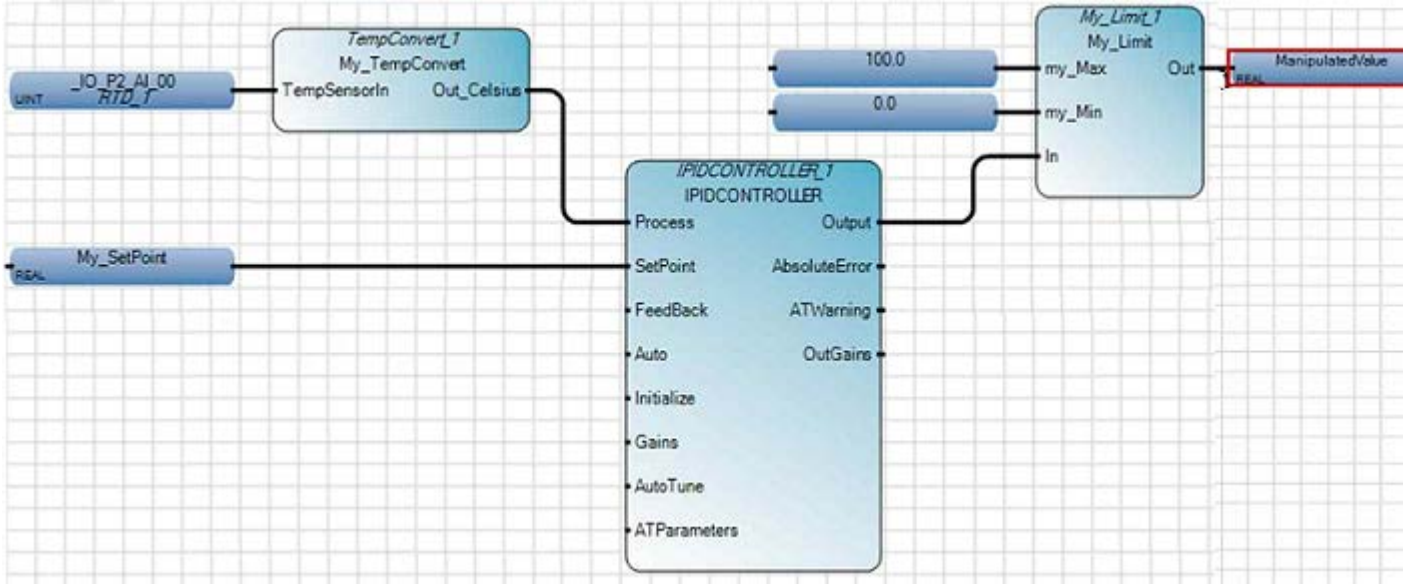 TempConvert_1
My_TempConvert
_IO_P2_AI_00
RTD_1
UINT
TempSensorIn
Out_Celsius
My_SetPoint
REAL
IPIDCONTROLLER_1
IPIDCONTROLLER
Process
Output
SetPoint
AbsoluteError
FeedBack
ATWarning
Auto
OutGains
Initialize
Gains
AutoTune
ATParameters
100.0
0.0
My_Limit_1
My_Limit
my_Max
Out
my_Min
In
ManipulatedValue
REAL